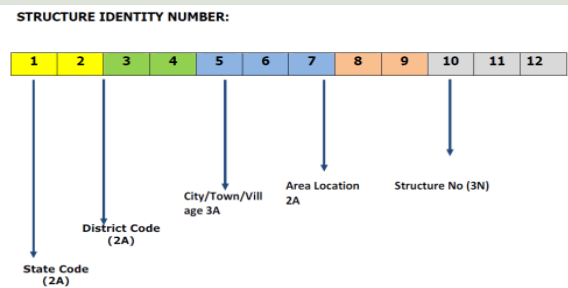 STRUCTURE IDENTITY NUMBER:
1 2 3 4 5 6 7 8 9 10 11 12
City/Town/Vill
age 3A
Area Location
2A
Structure No (3N)
District Code
(2A)
State Code
(2A)